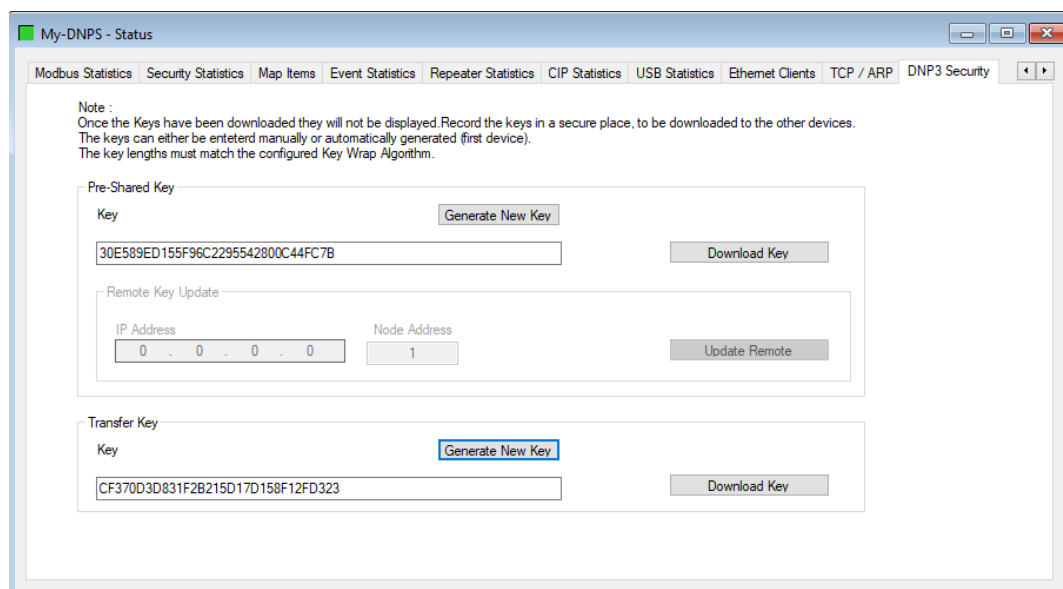 My-DNPS - Status
Modbus Statistics Security Statistics Map Items Event Statistics Repeater Statistics CIP Statistics USB Statistics Ethernet Clients TCP / ARP DNP3 Security
Note :
Once the Keys have been downloaded they will not be displayed.Record the keys in a secure place, to be downloaded to the other devices.
The keys can either be enteterd manually or automatically generated (first device).
The key lengths must match the configured Key Wrap Algorithm.
Pre-Shared Key
Key Generate New Key
30E589ED155F96C2295542800C44FC7B Download Key
Remote Key Update
IP Address Node Address
0 . 0 . 0 . 0 1 Update Remote
Transfer Key
Key Generate New Key
CF370D3D831F2B215D17D158F12FD323 Download Key